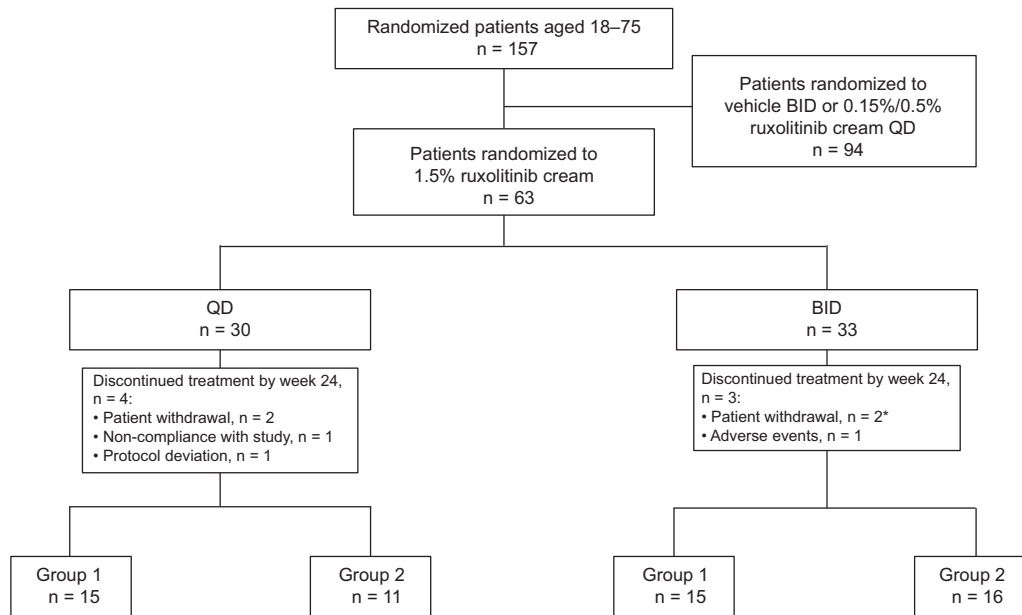 Randomized patients aged 18–75
n = 157
Patients randomized to
vehicle BID or 0.15%/0.5%
ruxolitinib cream QD
n = 94
Patients randomized to
1.5% ruxolitinib cream
n = 63
QD
n = 30
BID
n = 33
Discontinued treatment by week 24,
n = 4:
• Patient withdrawal, n = 2
• Non-compliance with study, n = 1
• Protocol deviation, n = 1
Discontinued treatment by week 24,
n = 3:
• Patient withdrawal, n = 2*
• Adverse events, n = 1
Group 1
n = 15
Group 2
n = 11
Group 1
n = 15
Group 2
n = 16